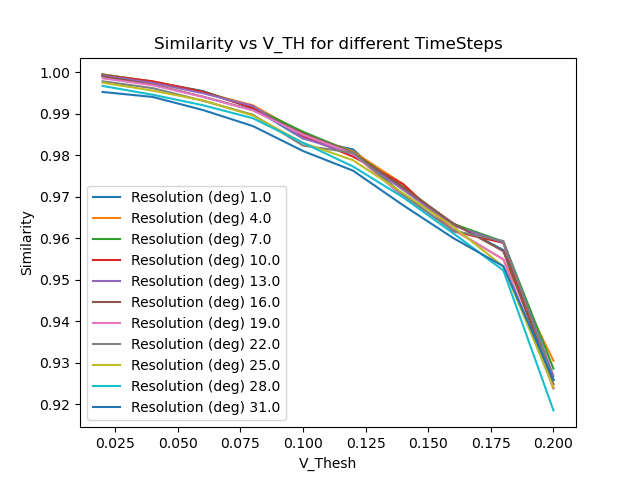 Similarity vs V_TH for different TimeSteps
1.00
0.99
0.98
0.97
0.96
0.95
0.94
0.93
0.92
Similarity
Resolution (deg) 1.0
Resolution (deg) 4.0
Resolution (deg) 7.0
Resolution (deg) 10.0
Resolution (deg) 13.0
Resolution (deg) 16.0
Resolution (deg) 19.0
Resolution (deg) 22.0
Resolution (deg) 25.0
Resolution (deg) 28.0
Resolution (deg) 31.0
0.025 0.050 0.075 0.100 0.125 0.150 0.175 0.200
V_Thesh